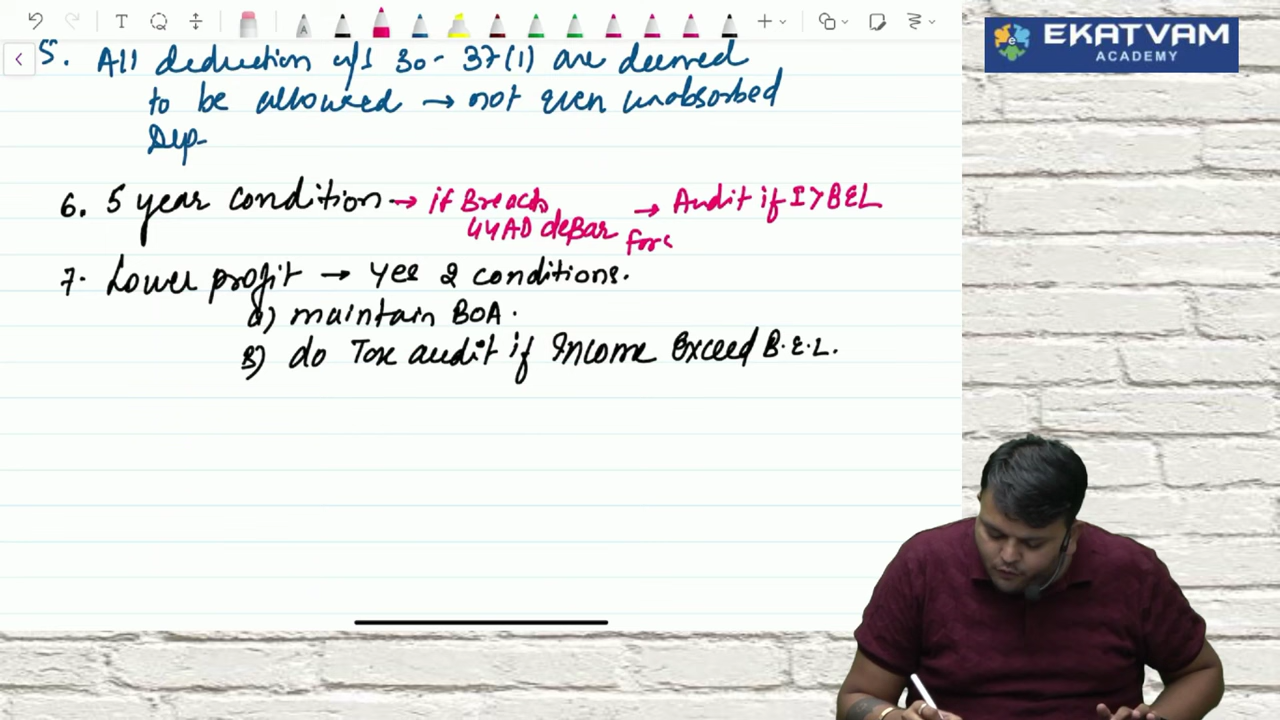 EKATVAM
ACADEMY
5. All deduction u/s 30 - 37(1) are deemed
to be allowed → not even unabsorbed
Dep-
6. 5 year condition → if Breach → Audit if I > BEL
44AD deBar for
7. Lower profit → yes 2 conditions.
a) maintain BOA.
B) do Tax audit if Income Exceed B.E.L.